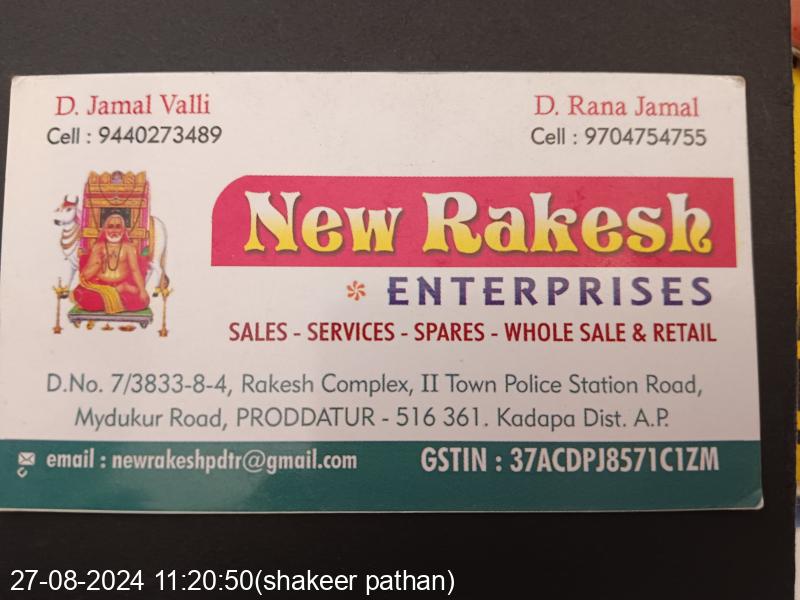 D. Jamal Valli
Cell : 9440273489
D. Rana Jamal
Cell : 9704754755
New Rakesh
ENTERPRISES
SALES - SERVICES - SPARES - WHOLE SALE & RETAIL
D.No. 7/3833-8-4, Rakesh Complex, II Town Police Station Road,
Mydukur Road, PRODDATUR - 516 361. Kadapa Dist. A.P.
email : newrakeshpdtr@gmail.com
GSTIN : 37ACDPJ8571C1ZM
27-08-2024 11:20:50(shakeer pathan)